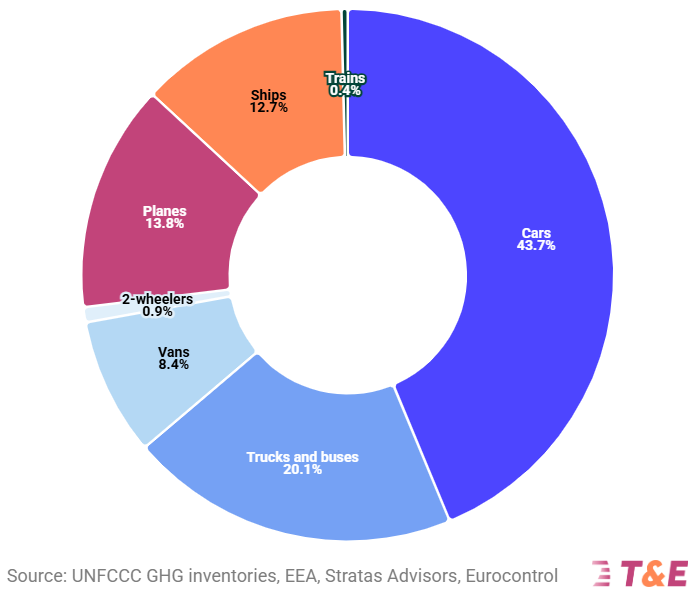 Trains
0.4%
Ships
12.7%
Planes
13.8%
Cars
43.7%
2-wheelers
0.9%
Vans
8.4%
Trucks and buses
20.1%
Source: UNFCCC GHG inventories, EEA, Stratas Advisors, Eurocontrol
T&E